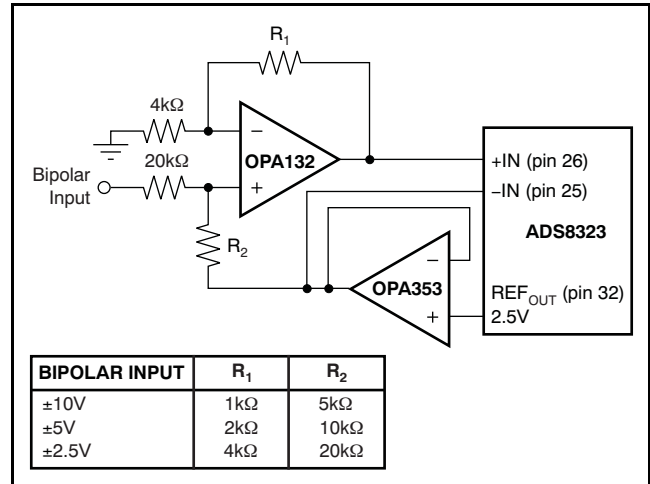 R1
4kΩ
OPA132
20kΩ
Bipolar
Input
+IN (pin 26)
−IN (pin 25)
ADS8323
R2
OPA353
REFOUT (pin 32)
2.5V
BIPOLAR INPUT R1 R2
±10V 1kΩ 5kΩ
±5V 2kΩ 10kΩ
±2.5V 4kΩ 20kΩ